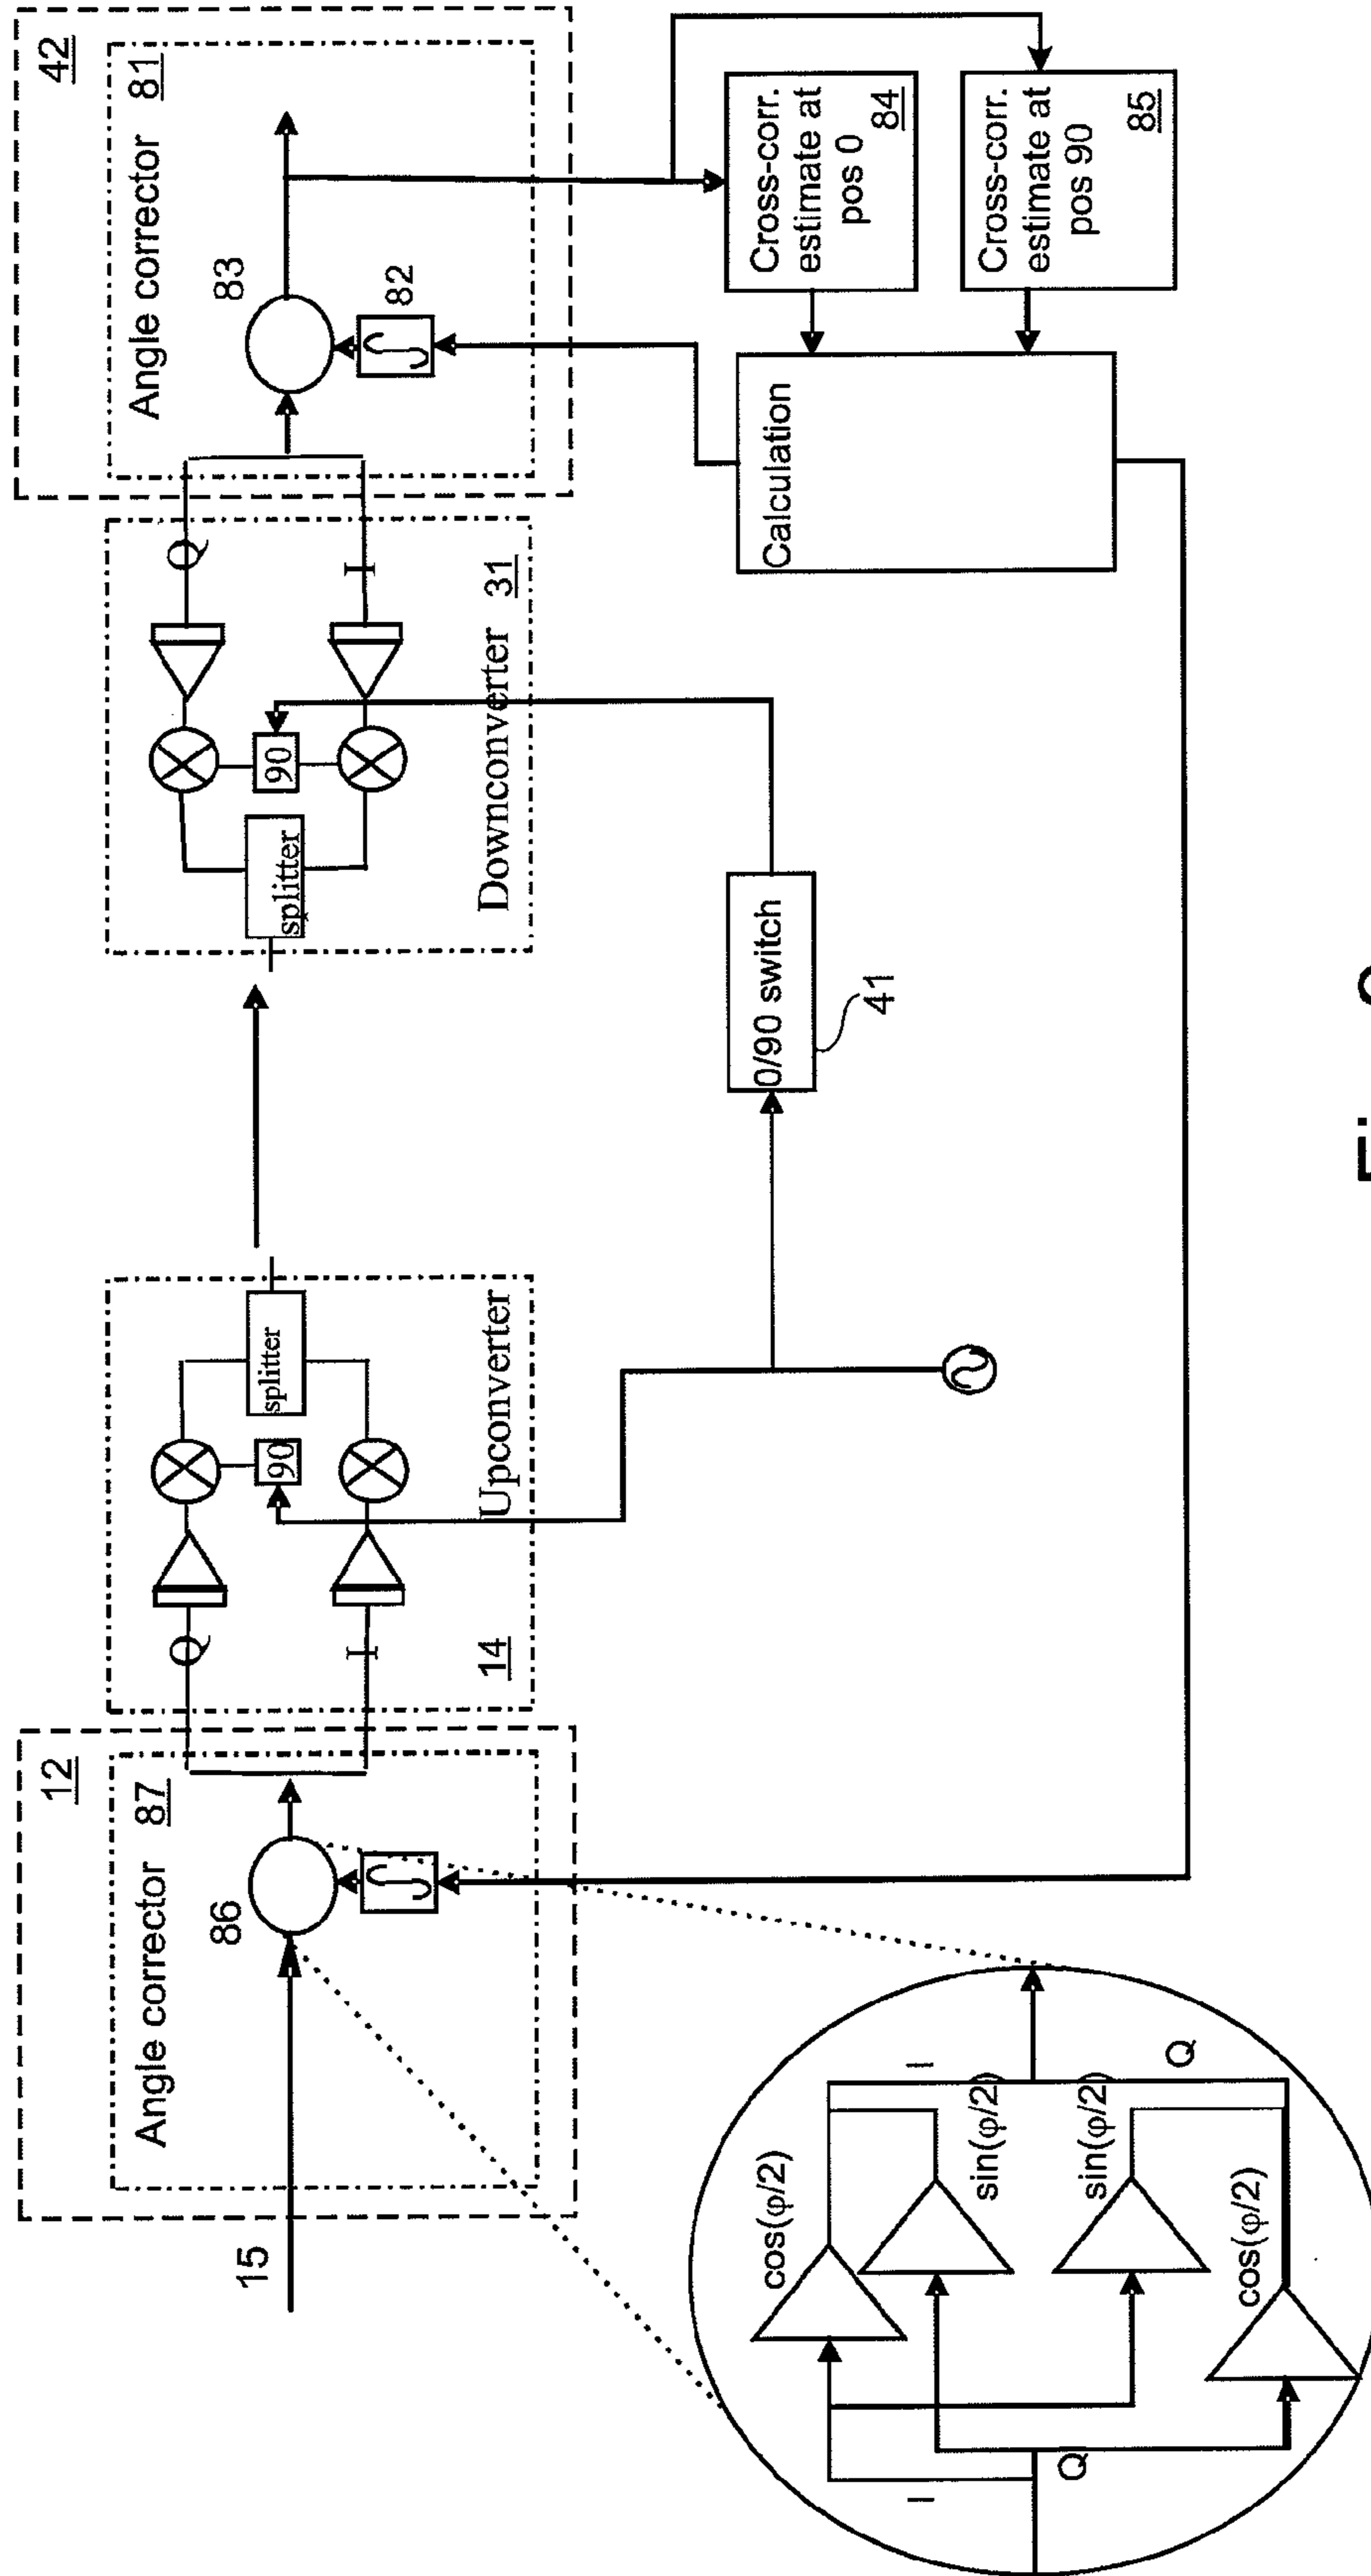 12
Angle corrector 87
86
15
Q
I
14
Upconverter
90
splitter
splitter
90
Q
I
Downconverter 31
42
Angle corrector 81
83
82
0/90 switch
41
Calculation
Cross-corr.
estimate at
pos 0
84
Cross-corr.
estimate at
pos 90
85
I
Q
cos(φ/2)
sin(φ/2)
sin(φ/2)
cos(φ/2)
I
Q